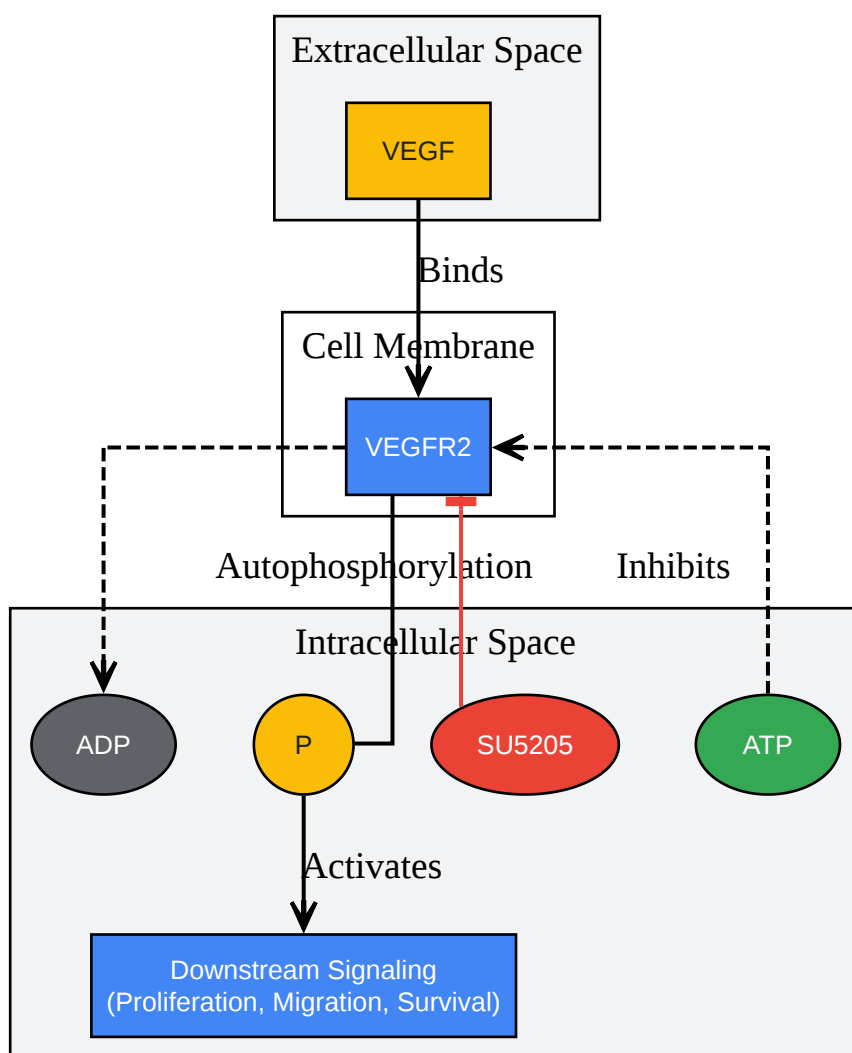 Extracellular Space
VEGF
Binds
Cell Membrane
VEGFR2
Autophosphorylation
Inhibits
Intracellular Space
ADP
P
SU5205
ATP
Activates
Downstream Signaling
(Proliferation, Migration, Survival)